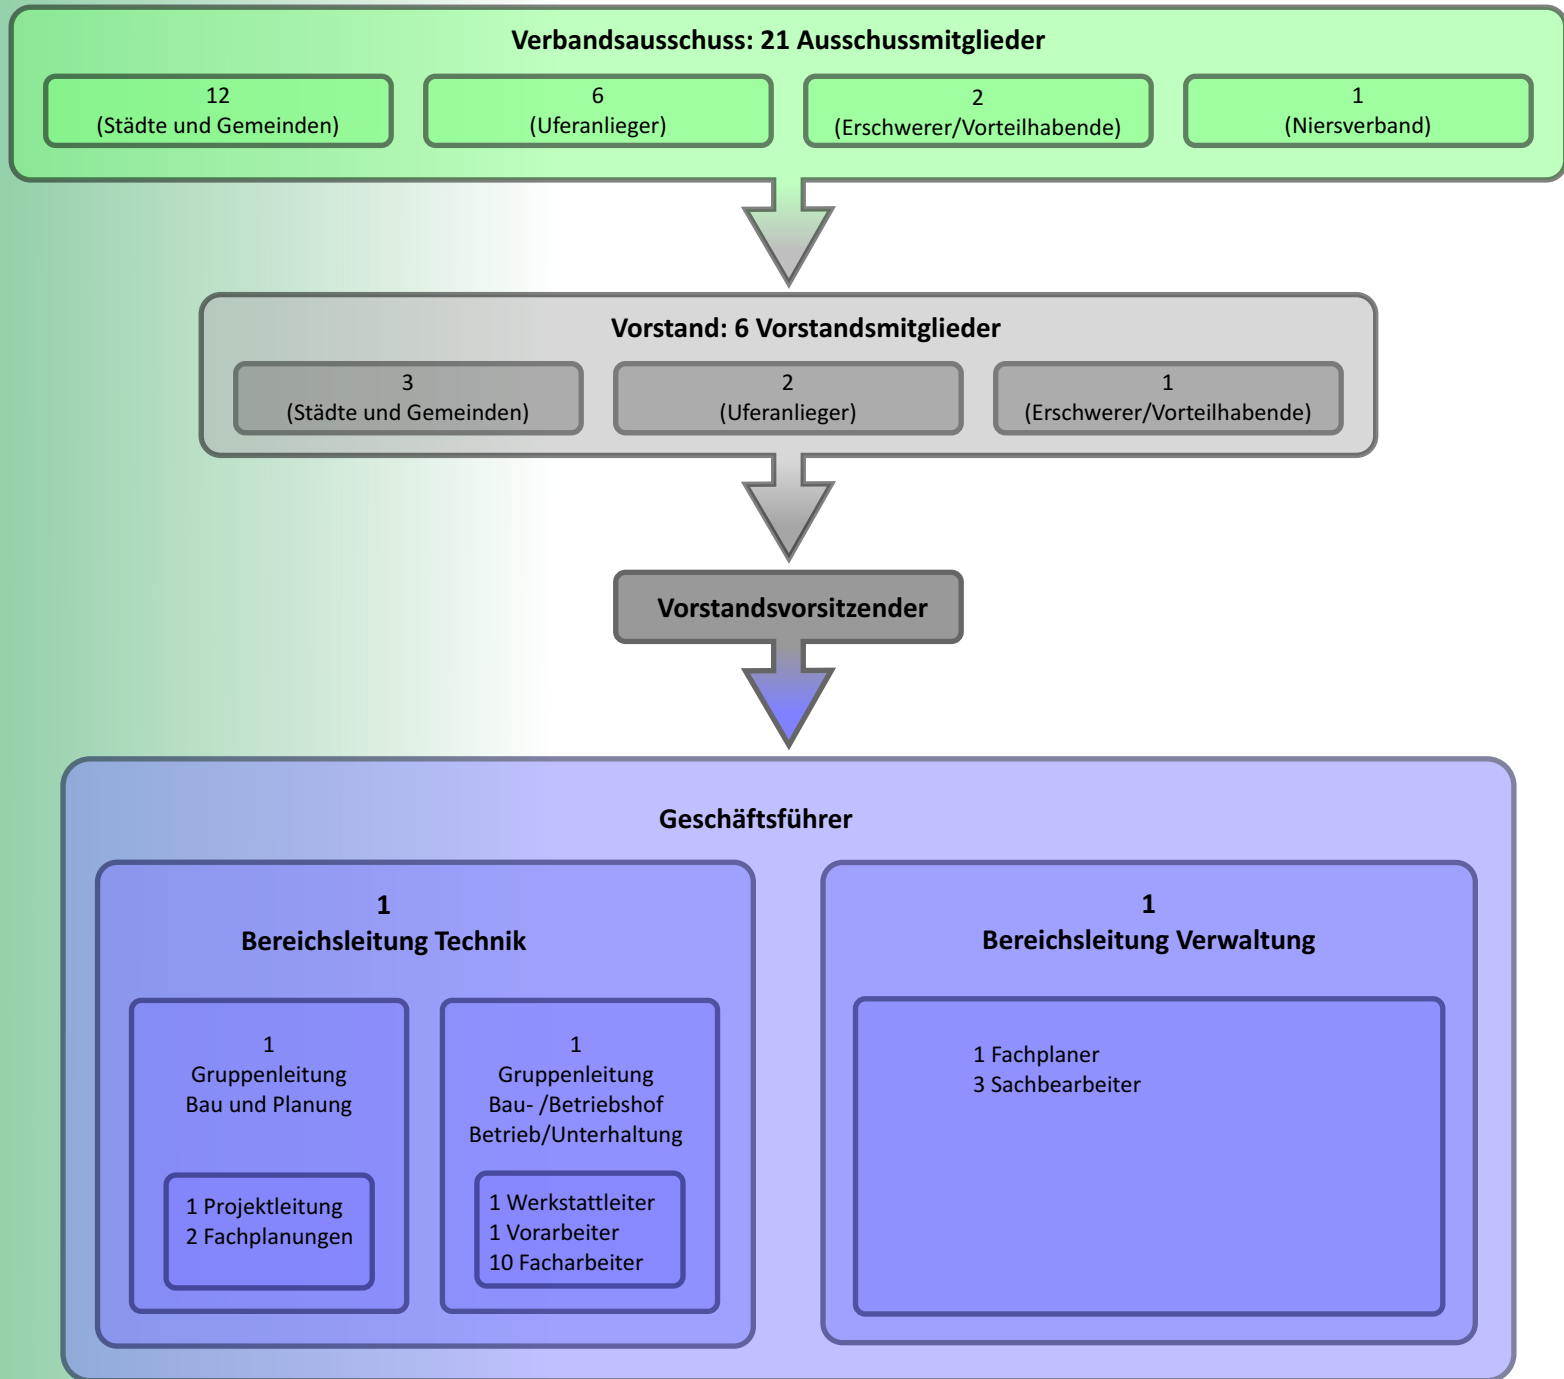 Verbandsausschuss: 21 Ausschussmitglieder
12
(Städte und Gemeinden)
6
(Uferanlieger)
2
(Erschwerer/Vorteilhabende)
1
(Niersverband)
Vorstand: 6 Vorstandsmitglieder
3
(Städte und Gemeinden)
2
(Uferanlieger)
1
(Erschwerer/Vorteilhabende)
Vorstandsvorsitzender
Geschäftsführer
1
Bereichsleitung Technik
1
Gruppenleitung
Bau und Planung
1 Projektleitung
2 Fachplanungen
1
Gruppenleitung
Bau- /Betriebshof
Betrieb/Unterhaltung
1 Werkstattleiter
1 Vorarbeiter
10 Facharbeiter
1
Bereichsleitung Verwaltung
1 Fachplaner
3 Sachbearbeiter